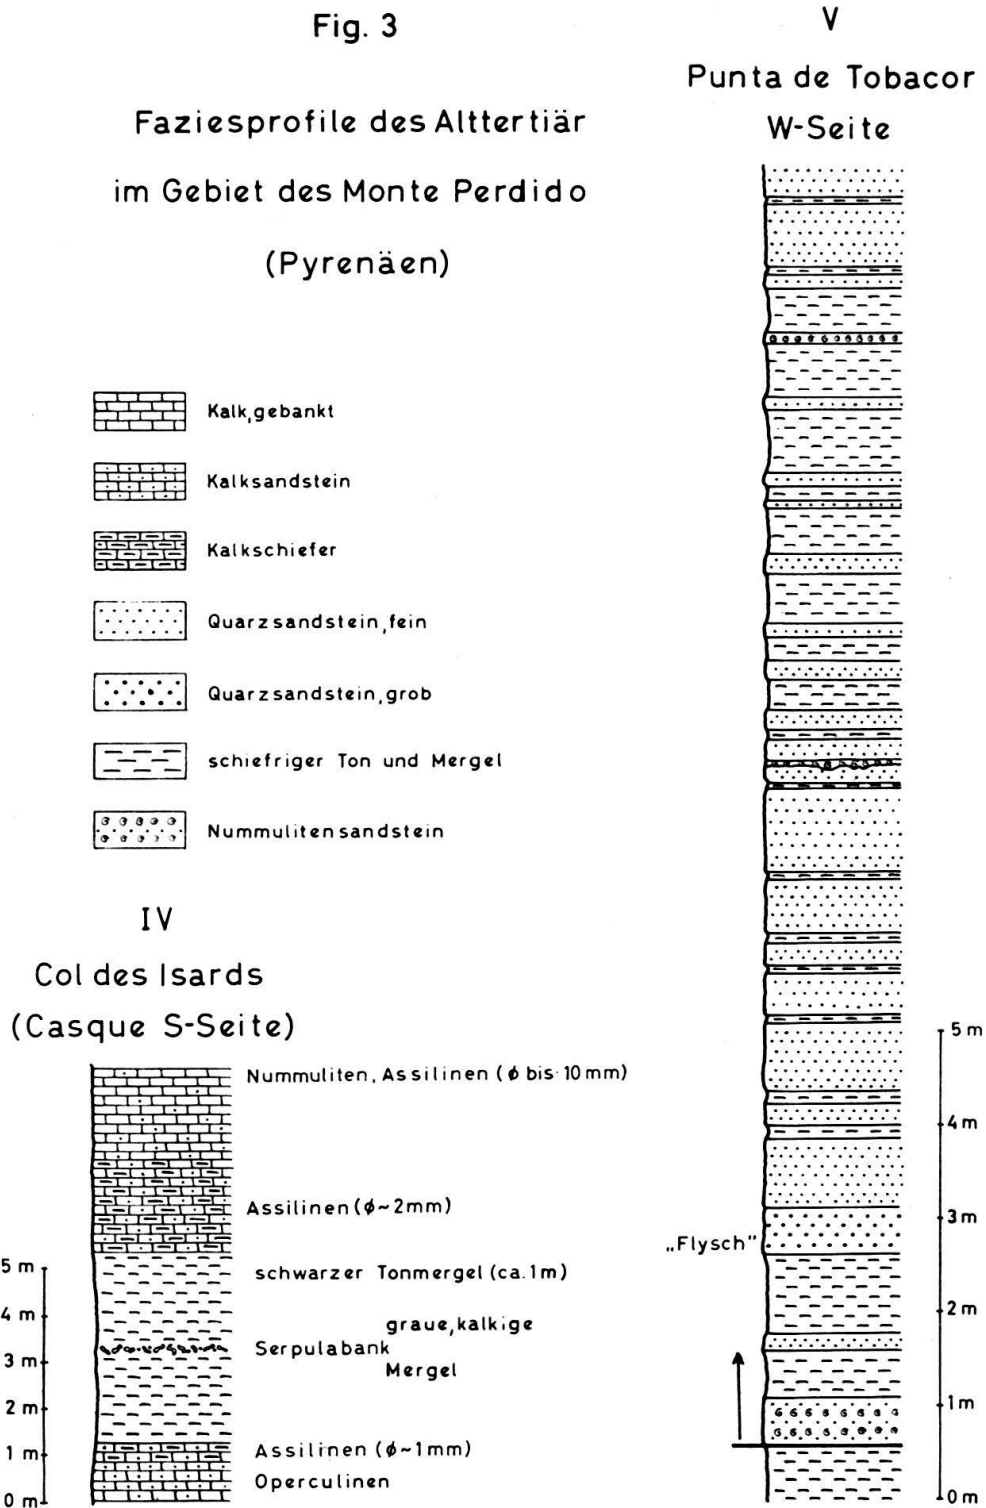 Fig. 3
Faziesprofile des Alttertiär
im Gebiet des Monte Perdido
(Pyrenäen)
Kalk, gebankt
Kalksandstein
Kalkschiefer
Quarzsandstein, fein
Quarzsandstein, grob
schiefriger Ton und Mergel
Nummulitensandstein
IV
Col des Isards
(Casque S-Seite)
Nummuliten, Assilinen (ø bis 10 mm)
Assilinen (ø~2mm)
schwarzer Tonmergel (ca. 1m)
graue, kalkige
Serpulabank
Mergel
Assilinen (ø~1mm)
Operculinen
5 m
4 m
3 m
2 m
1 m
0 m
V
Punta de Tobacor
W-Seite
„Flysch"
5 m
4 m
3 m
2 m
1 m
0 m